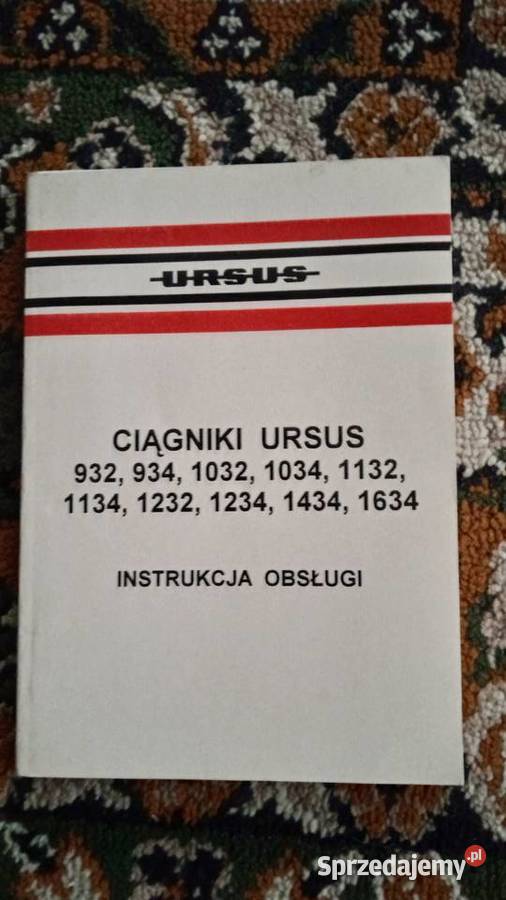 URSUS
CIĄGNIKI URSUS
932, 934, 1032, 1034, 1132,
1134, 1232, 1234, 1434, 1634
INSTRUKCJA OBSŁUGI
Sprzedajemy.pl